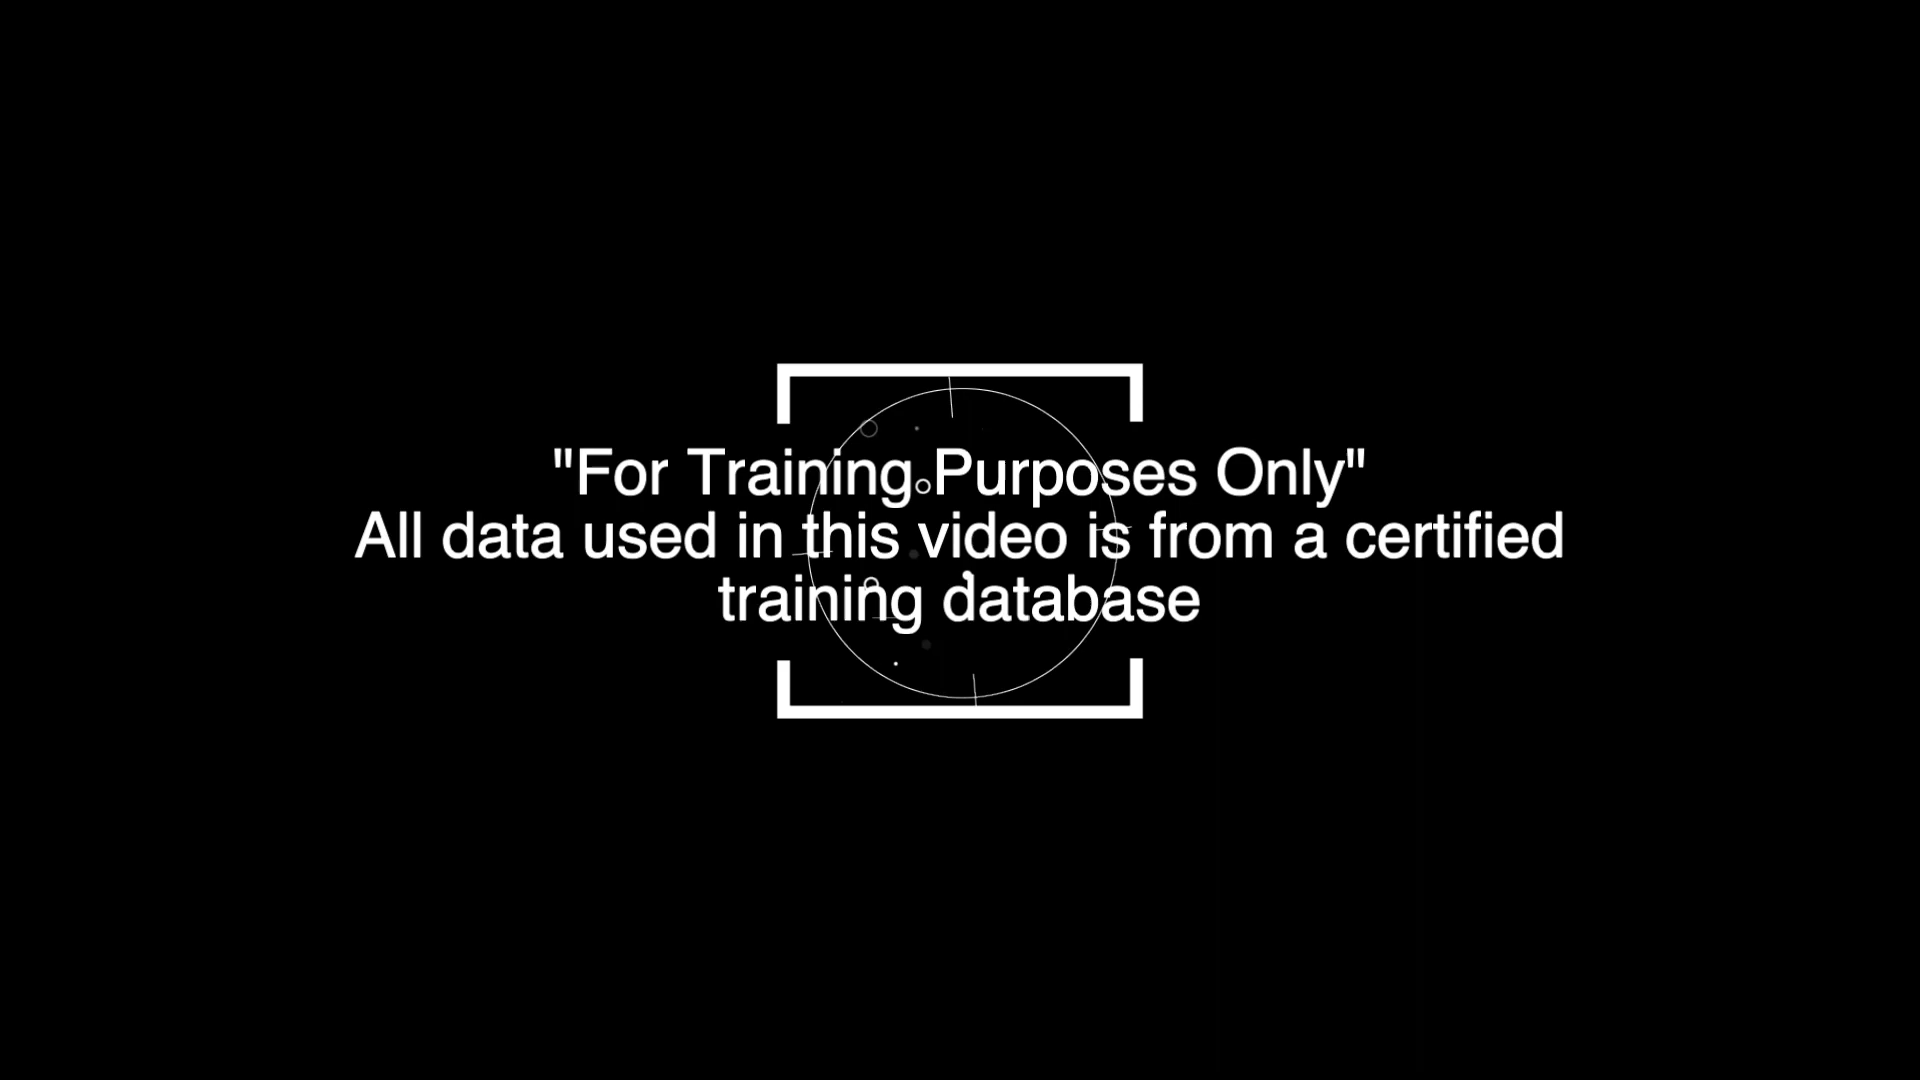 "For Training Purposes Only"
All data used in this video is from a certified
training database